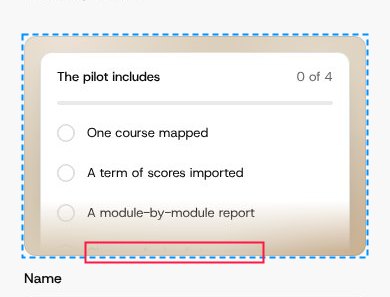 The pilot includes
0 of 4
One course mapped
A term of scores imported
A module-by-module report
Name